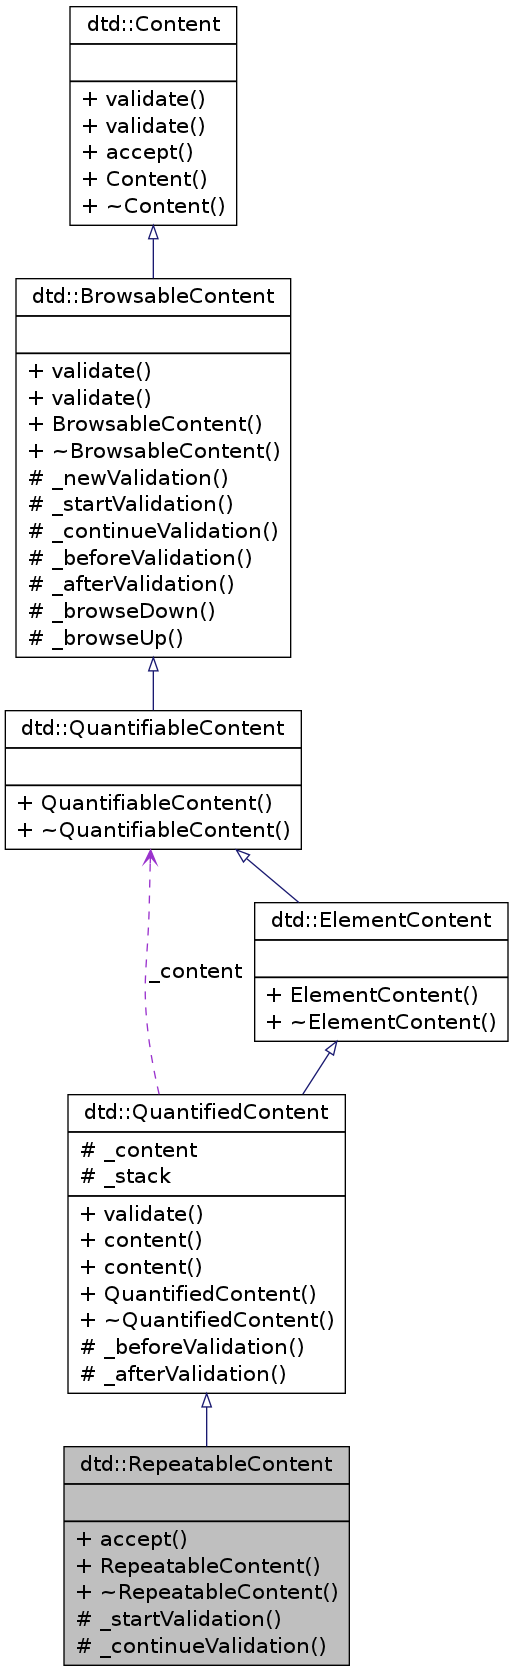 dtd::Content
+ validate()
+ validate()
+ accept()
+ Content()
+ ~Content()
dtd::BrowsableContent
+ validate()
+ validate()
+ BrowsableContent()
+ ~BrowsableContent()
# _newValidation()
# _startValidation()
# _continueValidation()
# _beforeValidation()
# _afterValidation()
# _browseDown()
# _browseUp()
dtd::QuantifiableContent
+ QuantifiableContent()
+ ~QuantifiableContent()
dtd::ElementContent
+ ElementContent()
+ ~ElementContent()
_content
dtd::QuantifiedContent
# _content
# _stack
+ validate()
+ content()
+ content()
+ QuantifiedContent()
+ ~QuantifiedContent()
# _beforeValidation()
# _afterValidation()
dtd::RepeatableContent
+ accept()
+ RepeatableContent()
+ ~RepeatableContent()
# _startValidation()
# _continueValidation()